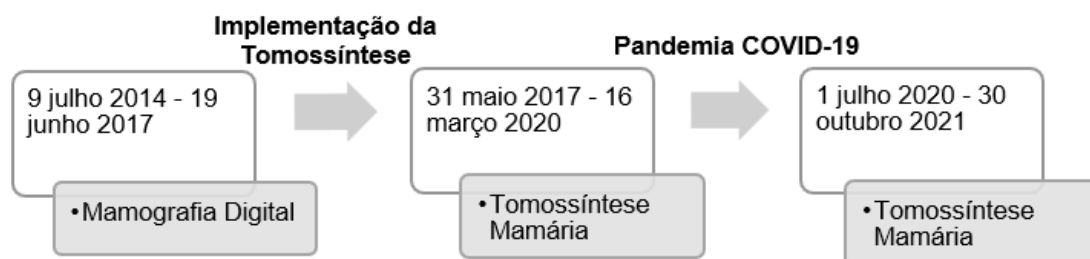 Implementação da
Tomossíntese
Pandemia COVID-19
9 julho 2014 - 19
junho 2017
31 maio 2017 - 16
março 2020
1 julho 2020 - 30
outubro 2021
•Mamografia Digital
•Tomossíntese
Mamária
•Tomossíntese
Mamária